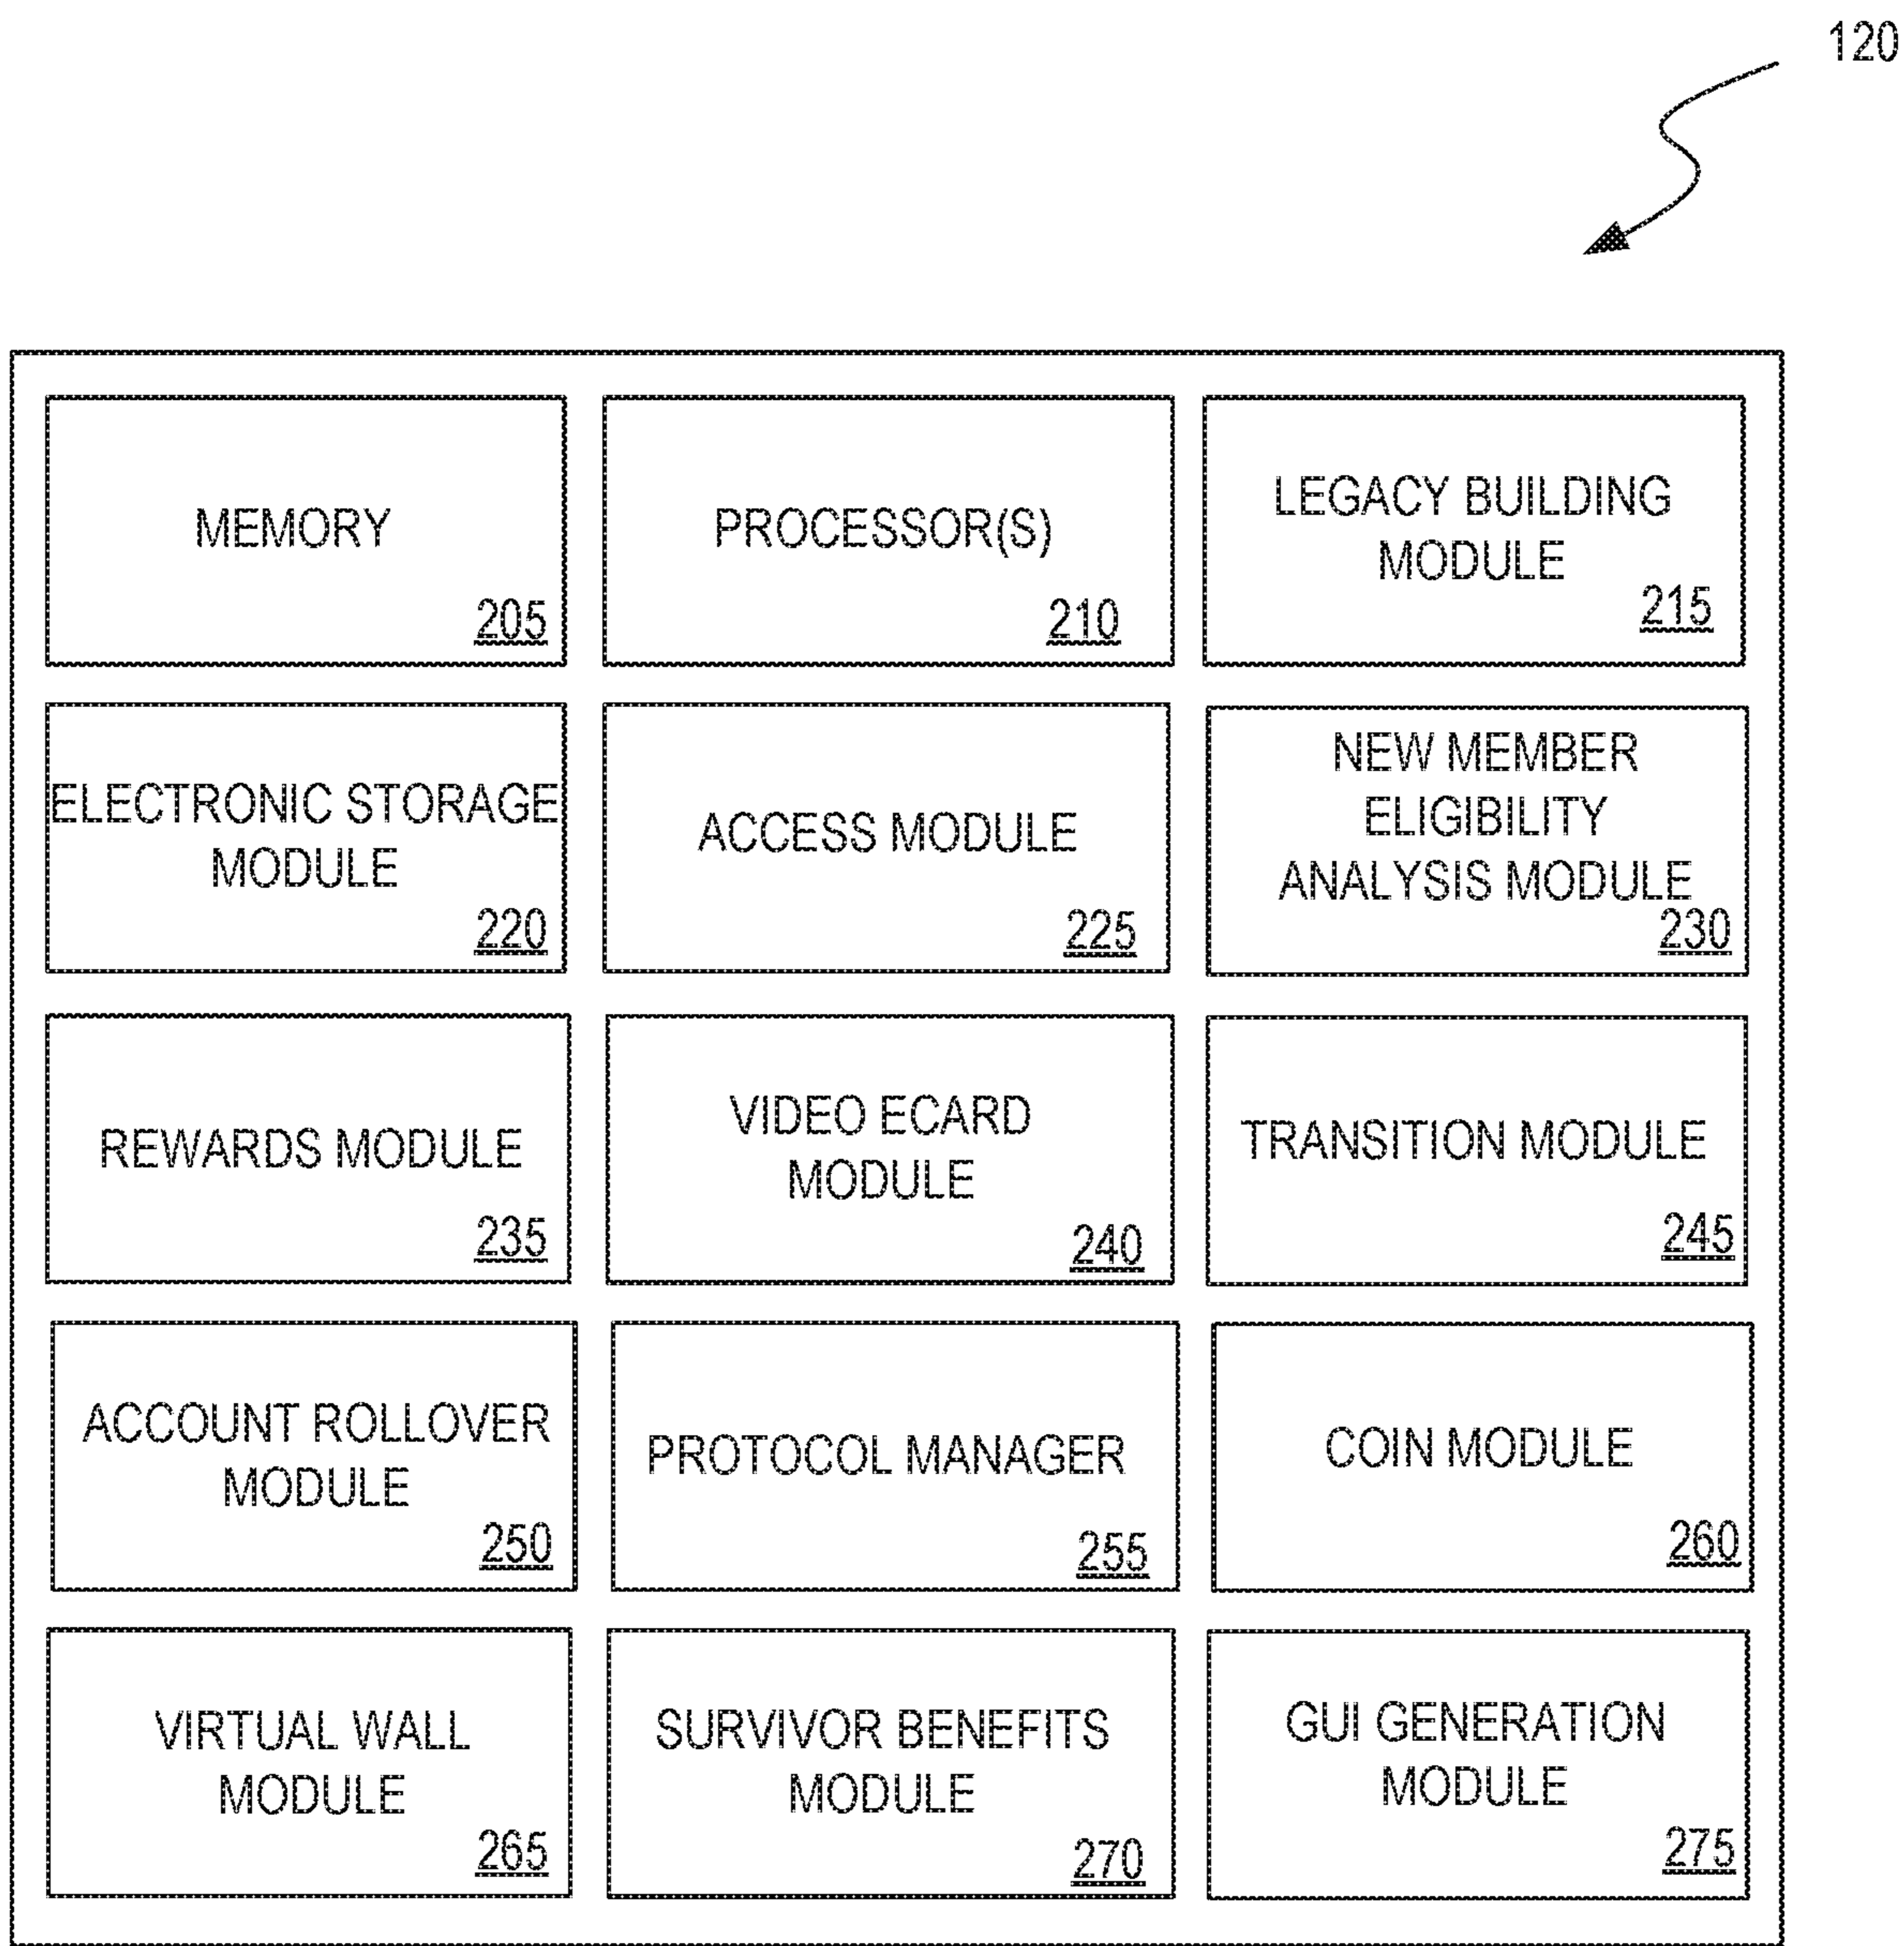 120
MEMORY
205
PROCESSOR(S)
210
LEGACY BUILDING
MODULE
215
ELECTRONIC STORAGE
MODULE
220
ACCESS MODULE
225
NEW MEMBER
ELIGIBILITY
ANALYSIS MODULE
230
REWARDS MODULE
235
VIDEO ECARD
MODULE
240
TRANSITION MODULE
245
ACCOUNT ROLLOVER
MODULE
250
PROTOCOL MANAGER
255
COIN MODULE
260
VIRTUAL WALL
MODULE
265
SURVIVOR BENEFITS
MODULE
270
GUI GENERATION
MODULE
275